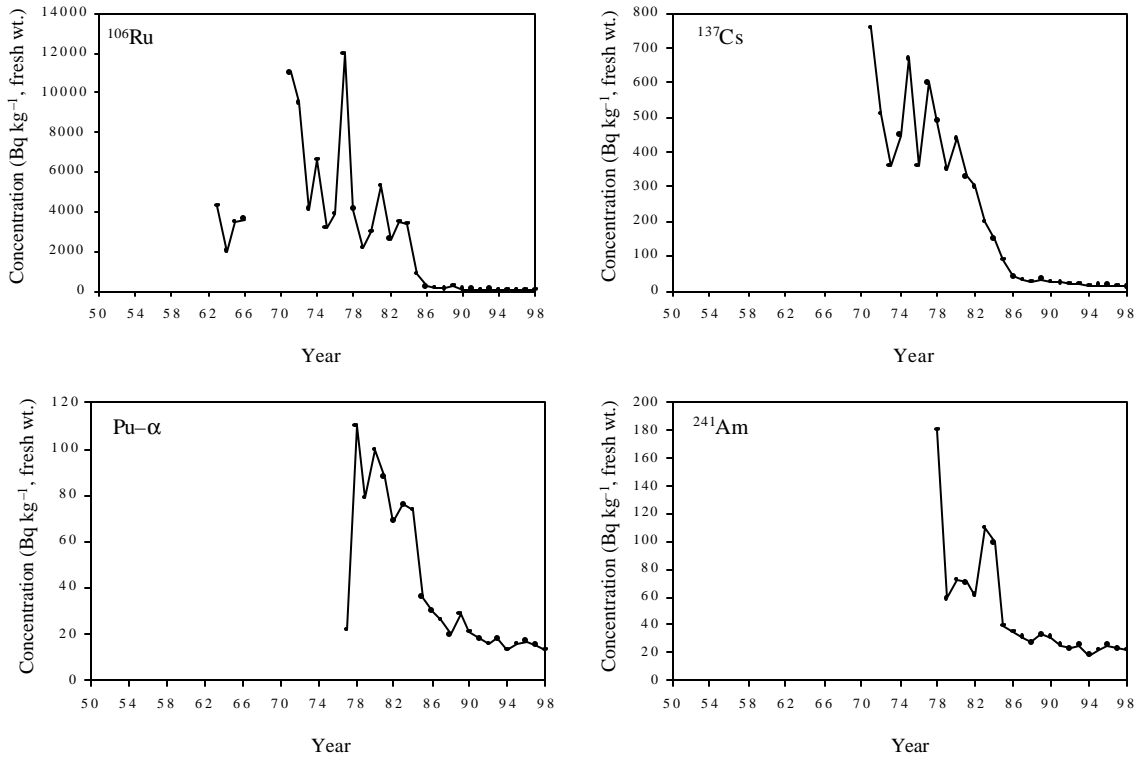 ¹⁰⁶Ru
Concentration (Bq kg⁻¹, fresh wt.)
14000
12000
10000
8000
6000
4000
2000
0
50 54 58 62 66 70 74 78 82 86 90 94 98
Year
¹³⁷Cs
Concentration (Bq kg⁻¹, fresh wt.)
800
700
600
500
400
300
200
100
0
50 54 58 62 66 70 74 78 82 86 90 94 98
Year
Pu–α
Concentration (Bq kg⁻¹, fresh wt.)
120
100
80
60
40
20
0
50 54 58 62 66 70 74 78 82 86 90 94 98
Year
²⁴¹Am
Concentration (Bq kg⁻¹, fresh wt.)
200
180
160
140
120
100
80
60
40
20
0
50 54 58 62 66 70 74 78 82 86 90 94 98
Year